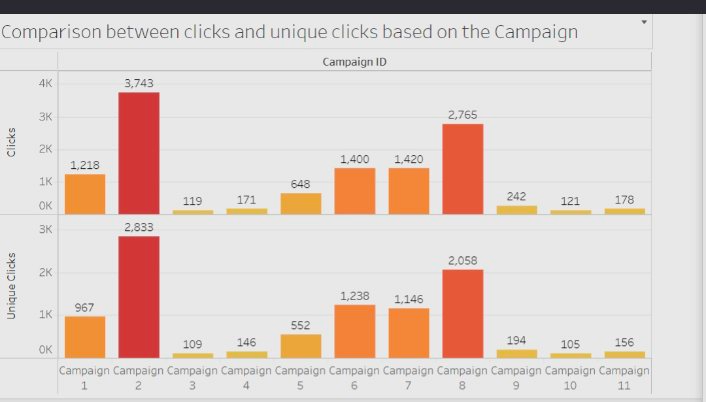 Comparison between clicks and unique clicks based on the Campaign
Campaign ID
Clicks
4K
3K
2K
1K
0K
1,218
3,743
119
171
648
1,400
1,420
2,765
242
121
178
Unique Clicks
3K
2K
1K
0K
967
2,833
109
146
552
1,238
1,146
2,058
194
105
156
Campaign 1
Campaign 2
Campaign 3
Campaign 4
Campaign 5
Campaign 6
Campaign 7
Campaign 8
Campaign 9
Campaign 10
Campaign 11